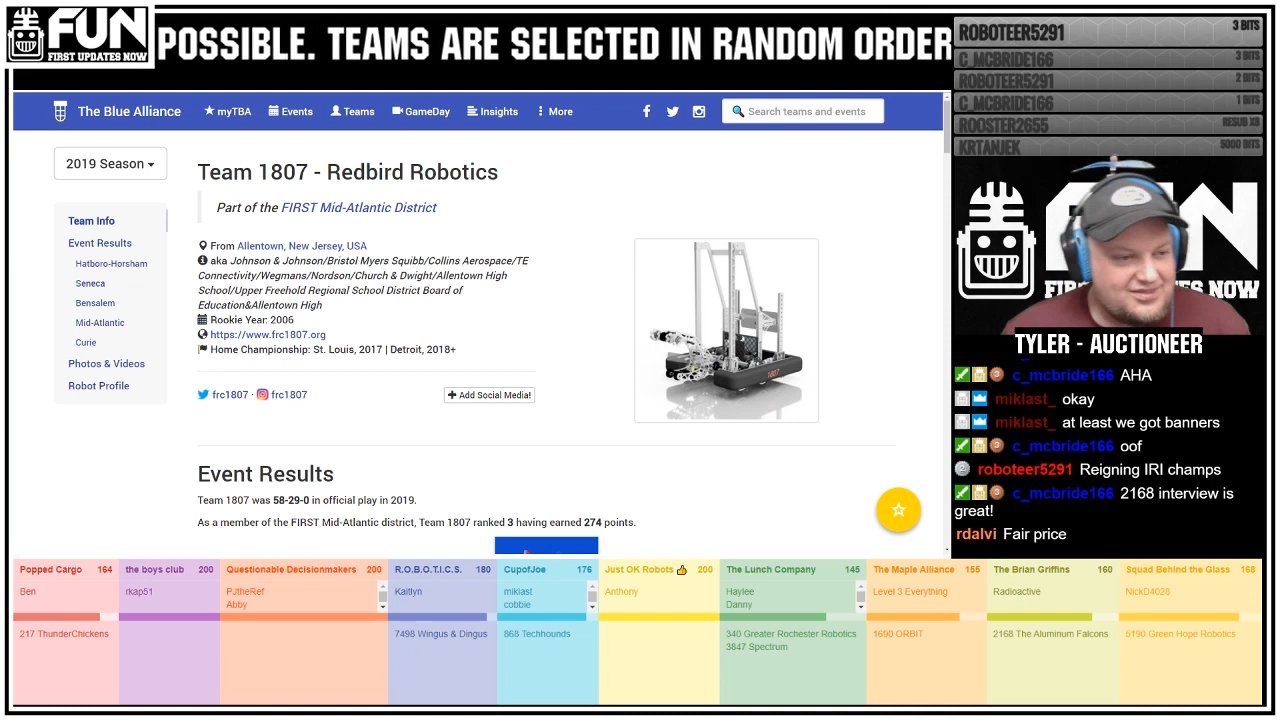 FUN
FIRST UPDATES NOW
POSSIBLE. TEAMS ARE SELECTED IN RANDOM ORDER
The Blue Alliance
myTBA
Events
Teams
GameDay
Insights
More
Search teams and events
2019 Season
Team Info
Event Results
Hatboro-Horsham
Seneca
Bensalem
Mid-Atlantic
Curie
Photos & Videos
Robot Profile
Team 1807 - Redbird Robotics
Part of the FIRST Mid-Atlantic District
From Allentown, New Jersey, USA
aka Johnson & Johnson/Bristol Myers Squibb/Collins Aerospace/TE
Connectivity/Wegmans/Nordson/Church & Dwight/Allentown High
School/Upper Freehold Regional School District Board of
Education&Allentown High
Rookie Year: 2006
https://www.frc1807.org
Home Championship: St. Louis, 2017 | Detroit, 2018+
frc1807 · frc1807
Add Social Media!
1807
Event Results
Team 1807 was 58-29-0 in official play in 2019.
As a member of the FIRST Mid-Atlantic district, Team 1807 ranked 3 having earned 274 points.
ROBOTEER5291 3 BITS
C_MCBRIDE166 3 BITS
ROBOTEER5291 2 BITS
C_MCBRIDE166 1 BITS
ROOSTER2655 RESUB X8
KRTANJEK 5000 BITS
TYLER - AUCTIONEER
c_mcbride166 AHA
miklast_ okay
miklast_ at least we got banners
c_mcbride166 oof
roboteer5291 Reigning IRI champs
c_mcbride166 2168 interview is
great!
rdalvi Fair price
Popped Cargo 164
Ben
217 ThunderChickens
the boys club 200
rkap51
Questionable Decisionmakers 200
PJtheRef
Abby
R.O.B.O.T.I.C.S. 180
Kaitlyn
7498 Wingus & Dingus
CupofJoe 176
miklast
cobbie
868 Techhounds
Just OK Robots 200
Anthony
The Lunch Company 145
Haylee
Danny
340 Greater Rochester Robotics
3847 Spectrum
The Maple Alliance 155
Level 3 Everything
1690 ORBIT
The Brian Griffins 160
Radioactive
2168 The Aluminum Falcons
Squad Behind the Glass 168
NickD4028
5190 Green Hope Robotics